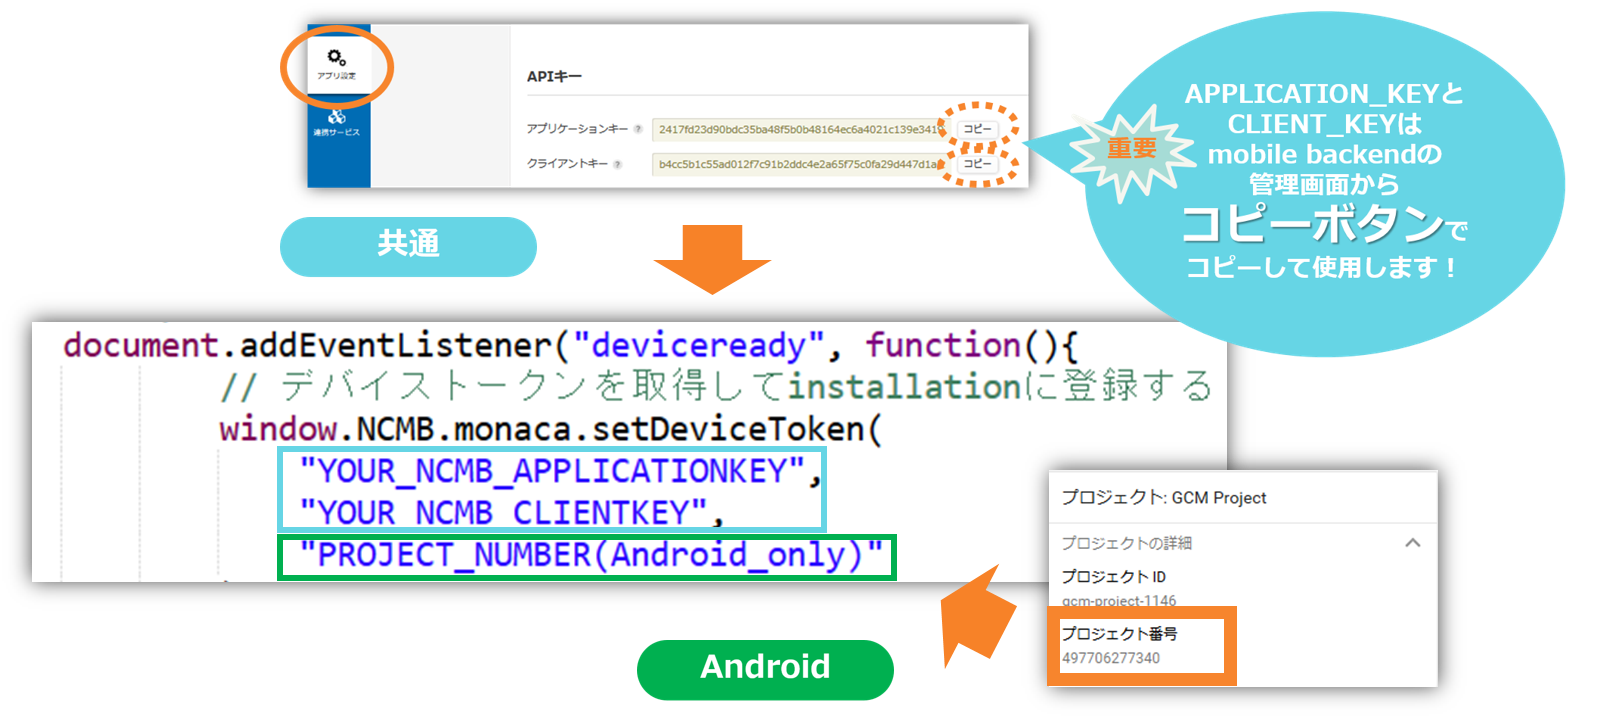 アプリ設定
連携サービス
APIキー
アプリケーションキー
2417fd23d90bdc35ba48f5b0b48164ec6a4021c139e3419
コピー
クライアントキー
b4cc5b1c55ad012f7c91b2ddc4e2a65f75c0fa29d447d1a
コピー
重要
APPLICATION_KEYと
CLIENT_KEYは
mobile backendの
管理画面から
コピーボタンで
コピーして使用します！
共通
document.addEventListener("deviceready", function(){
// デバイストークンを取得してinstallationに登録する
window.NCMB.monaca.setDeviceToken(
"YOUR_NCMB_APPLICATIONKEY",
"YOUR_NCMB_CLIENTKEY",
"PROJECT_NUMBER(Android_only)"
プロジェクト: GCM Project
プロジェクトの詳細
プロジェクト ID
gcm-project-1146
プロジェクト番号
497706277340
Android